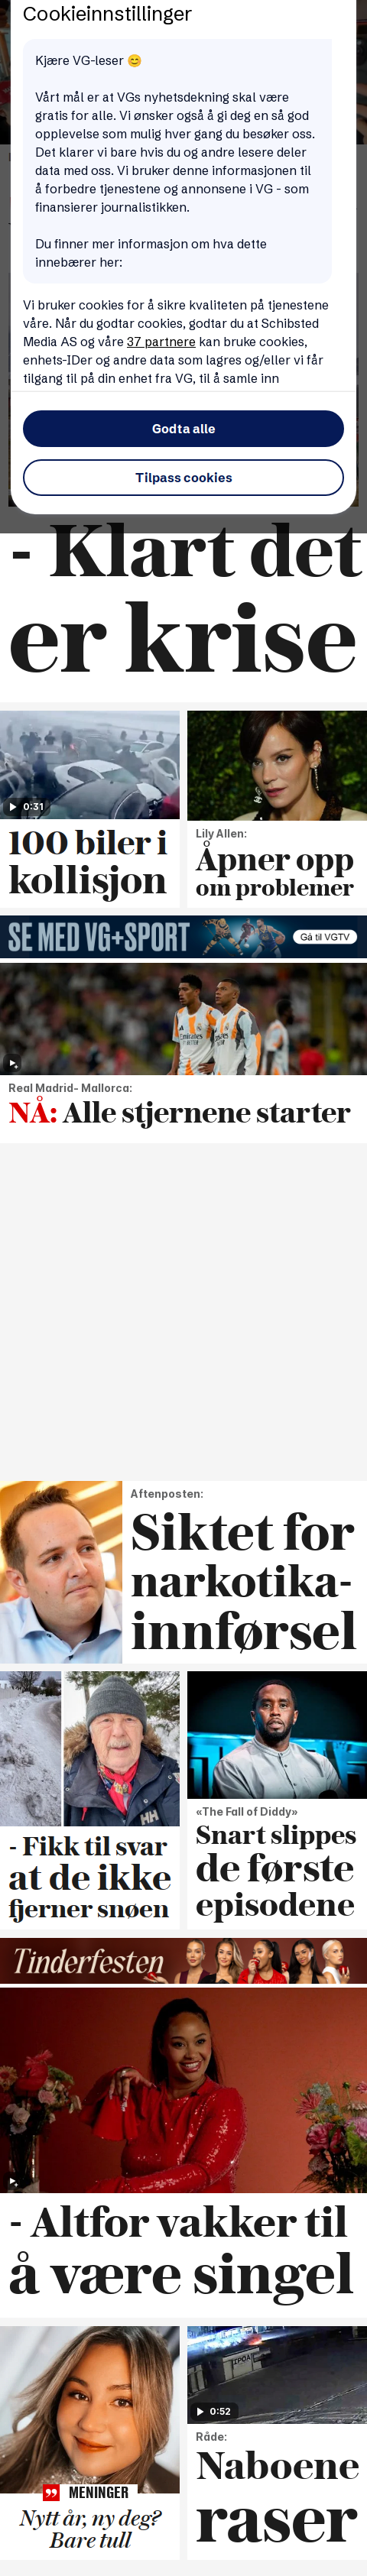 Cookieinnstillinger
Kjære VG-leser 😊
Vårt mål er at VGs nyhetsdekning skal være
gratis for alle. Vi ønsker også å gi deg en så god
opplevelse som mulig hver gang du besøker oss.
Det klarer vi bare hvis du og andre lesere deler
data med oss. Vi bruker denne informasjonen til
å forbedre tjenestene og annonsene i VG - som
finansierer journalistikken.
Du finner mer informasjon om hva dette
innebærer her:
Vi bruker cookies for å sikre kvaliteten på tjenestene
våre. Når du godtar cookies, godtar du at Schibsted
Media AS og våre 37 partnere kan bruke cookies,
enhets-IDer og andre data som lagres og/eller vi får
tilgang til på din enhet fra VG, til å samle inn
Godta alle
Tilpass cookies
- Klart det
er krise
0:31
100 biler i
kollisjon
Lily Allen:
Åpner opp
om problemer
SE MED VG+SPORT
Gå til VGTV
Real Madrid- Mallorca:
NÅ: Alle stjernene starter
Aftenposten:
Siktet for
narkotika-
innførsel
- Fikk til svar
at de ikke
fjerner snøen
«The Fall of Diddy»
Snart slippes
de første
episodene
Tinderfesten
- Altfor vakker til
å være singel
MENINGER
Nytt år, ny deg?
Bare tull
0:52
Råde:
Naboene
raser